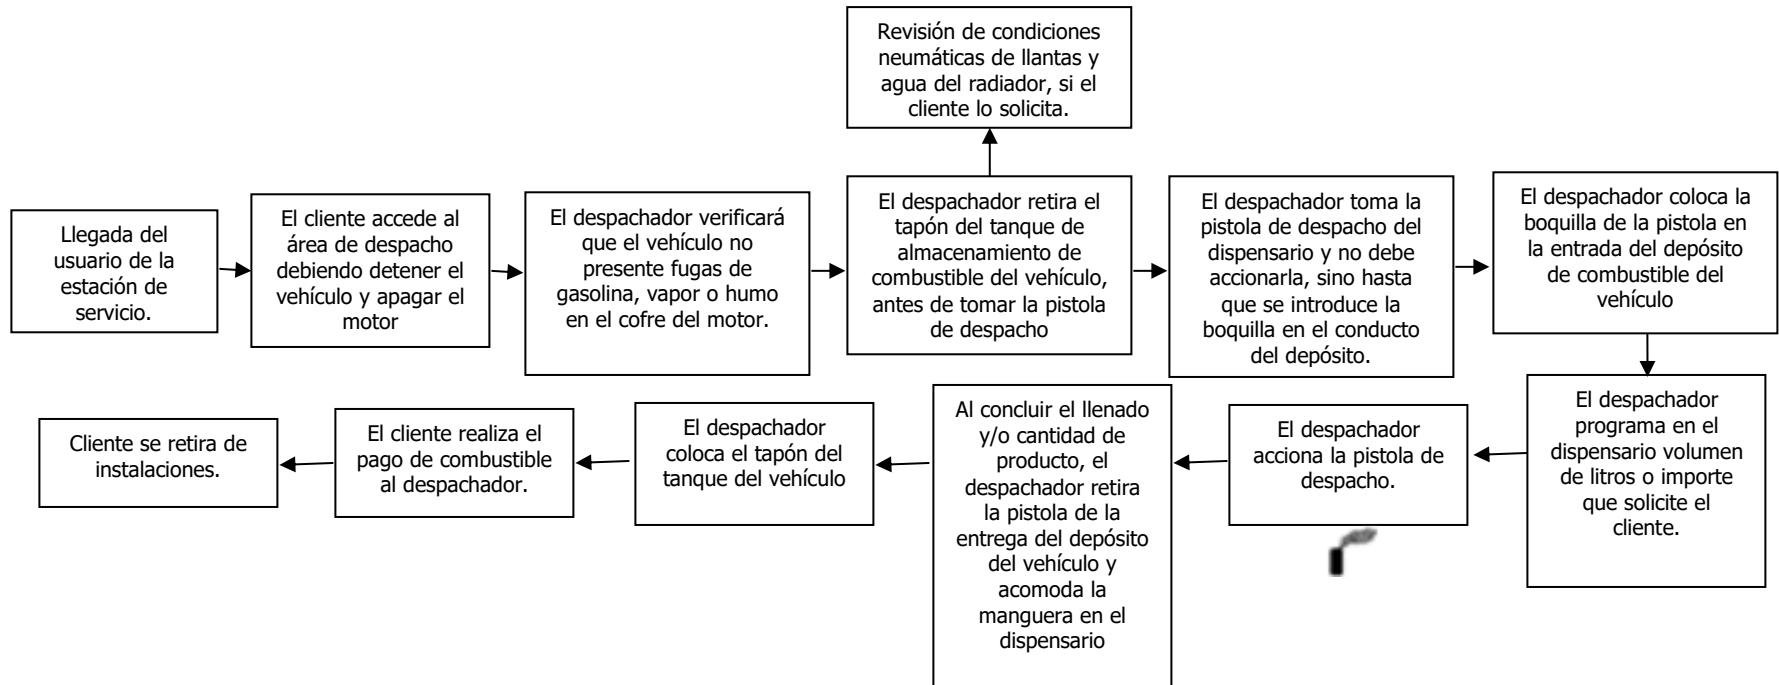 Revisión de condiciones
neumáticas de llantas y
agua del radiador, si el
cliente lo solicita.
Llegada del
usuario de la
estación de
servicio.
El cliente accede al
área de despacho
debiendo detener el
vehículo y apagar el
motor
El despachador verificará
que el vehículo no
presente fugas de
gasolina, vapor o humo
en el cofre del motor.
El despachador retira el
tapón del tanque de
almacenamiento de
combustible del vehículo,
antes de tomar la pistola
de despacho
El despachador toma la
pistola de despacho del
dispensario y no debe
accionarla, sino hasta
que se introduce la
boquilla en el conducto
del depósito.
El despachador coloca la
boquilla de la pistola en
la entrada del depósito
de combustible del
vehículo
El despachador
programa en el
dispensario volumen
de litros o importe
que solicite el
cliente.
El despachador
acciona la pistola de
despacho.
Al concluir el llenado
y/o cantidad de
producto, el
despachador retira
la pistola de la
entrega del depósito
del vehículo y
acomoda la
manguera en el
dispensario
El despachador
coloca el tapón del
tanque del vehículo
El cliente realiza el
pago de combustible
al despachador.
Cliente se retira de
instalaciones.